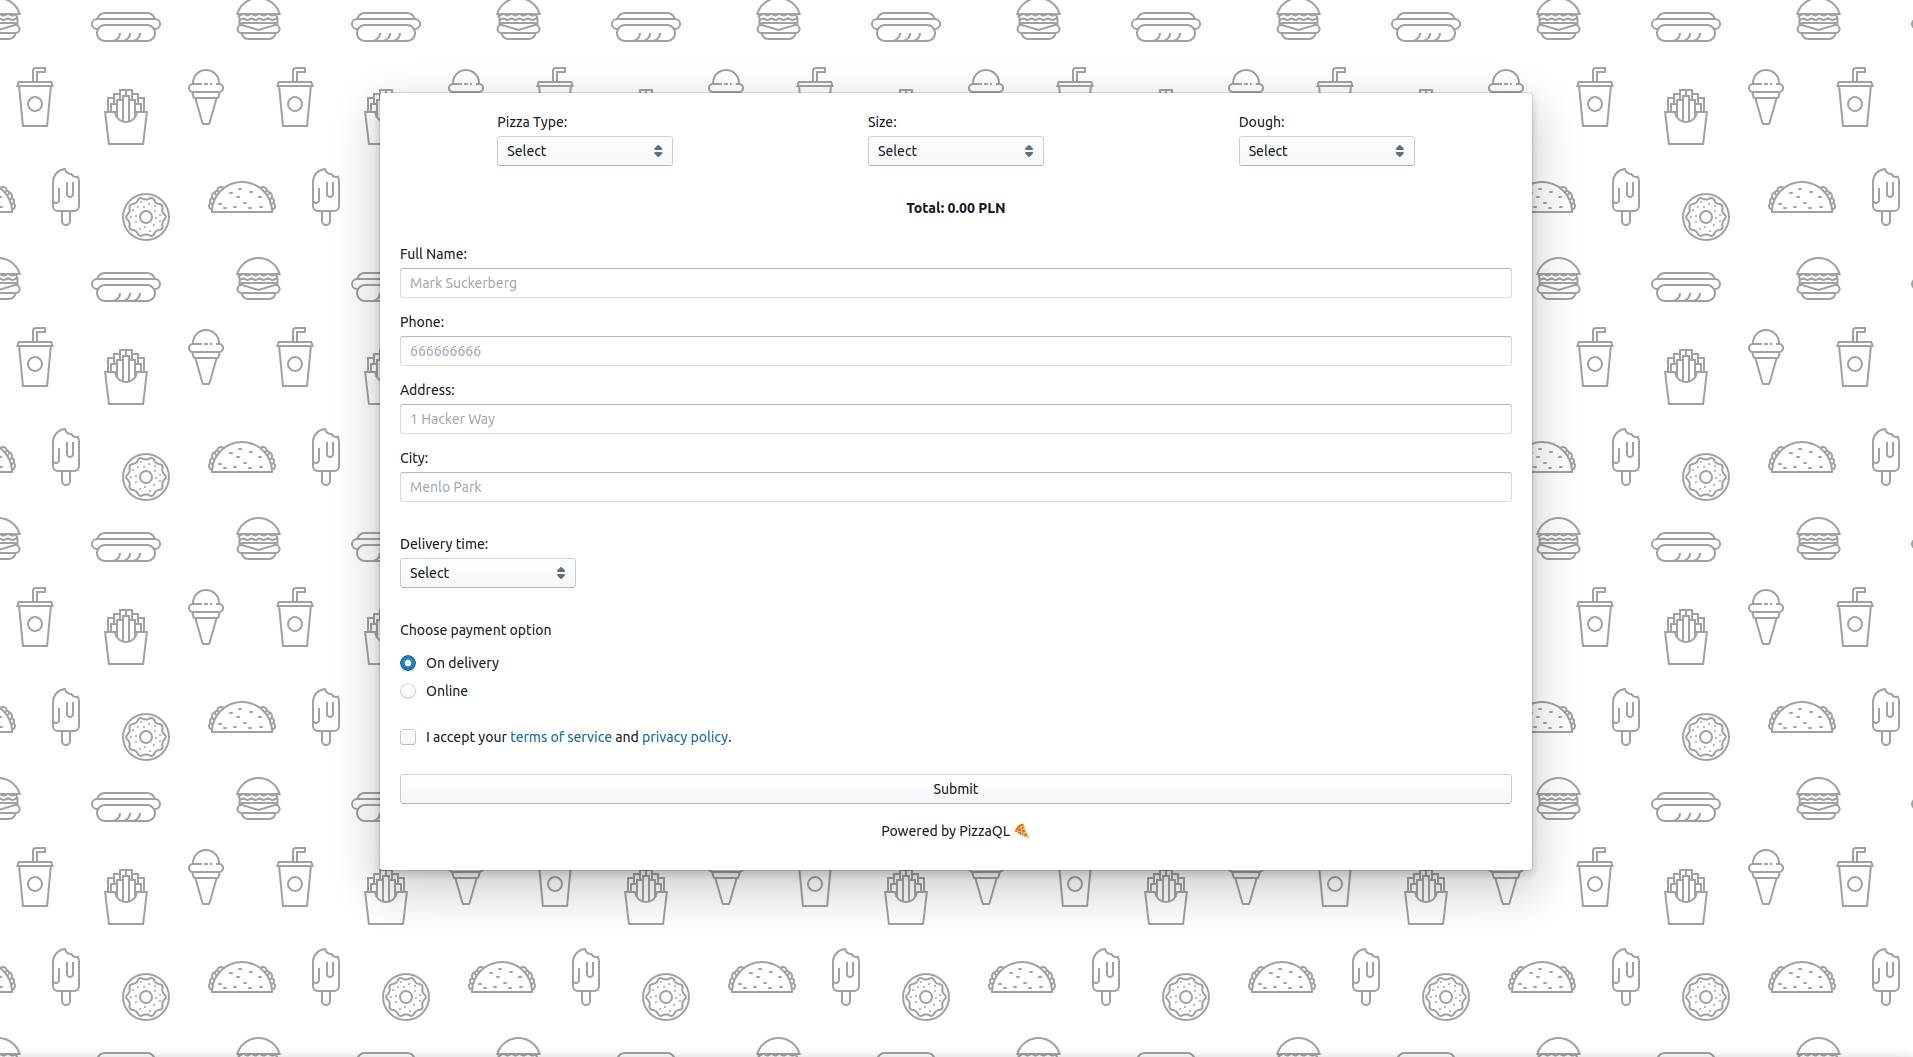 Pizza Type: Size: Dough:
Select Select Select
Total: 0.00 PLN
Full Name:
Mark Suckerberg
Phone:
666666666
Address:
1 Hacker Way
City:
Menlo Park
Delivery time:
Select
Choose payment option
On delivery
Online
I accept your terms of service and privacy policy.
Submit
Powered by PizzaQL 🍕